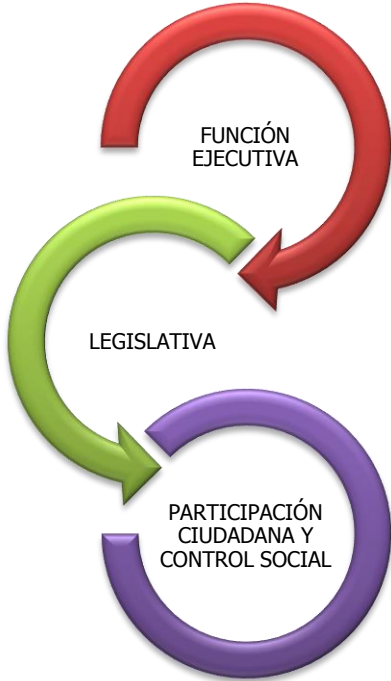 FUNCIÓN
EJECUTIVA
LEGISLATIVA
PARTICIPACIÓN
CIUDADANA Y
CONTROL SOCIAL